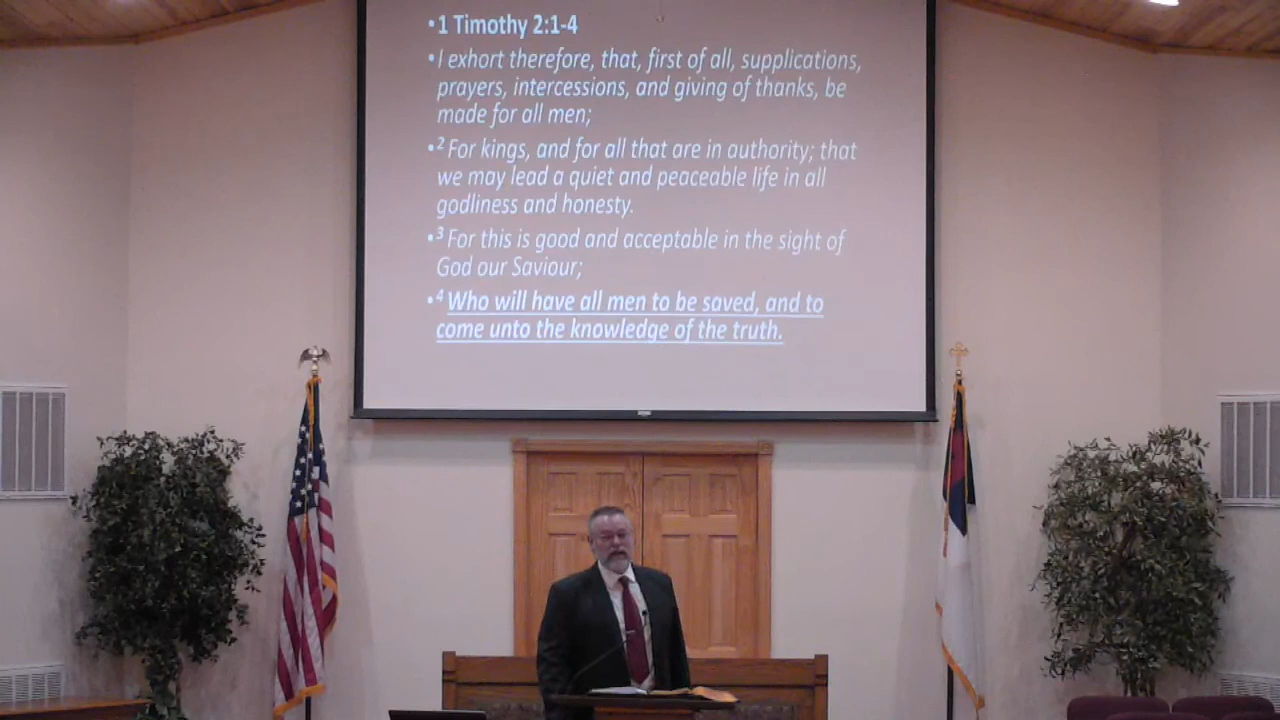 •1 Timothy 2:1-4
•I exhort therefore, that, first of all, supplications,
prayers, intercessions, and giving of thanks, be
made for all men;
•2 For kings, and for all that are in authority; that
we may lead a quiet and peaceable life in all
godliness and honesty.
•3 For this is good and acceptable in the sight of
God our Saviour;
•4 Who will have all men to be saved, and to
come unto the knowledge of the truth.